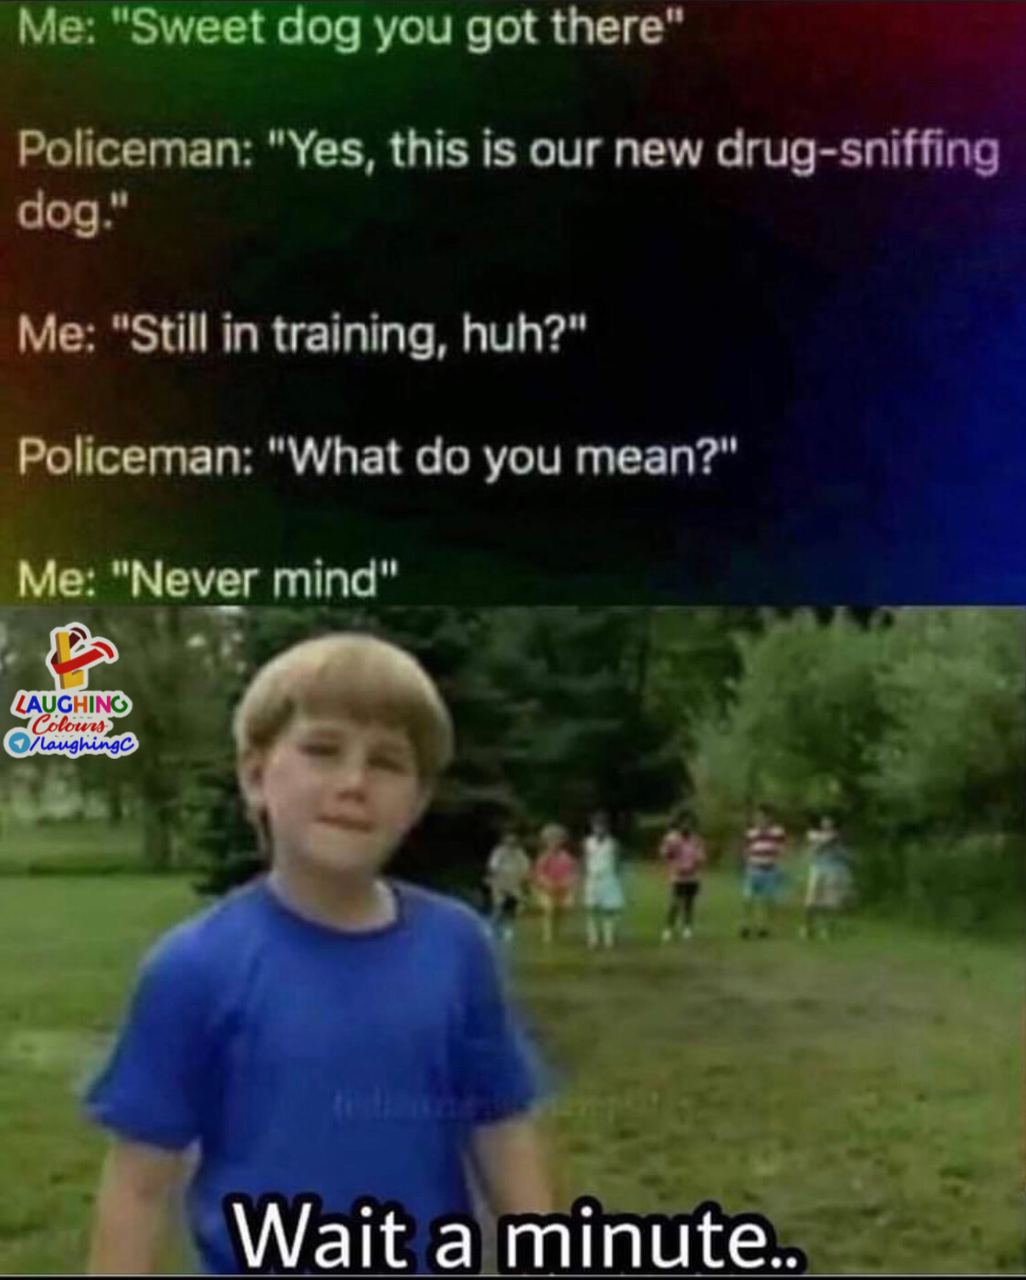 Me: "Sweet dog you got there"
Policeman: "Yes, this is our new drug-sniffing
dog."
Me: "Still in training, huh?"
Policeman: "What do you mean?"
Me: "Never mind"
LAUGHING
Colours
/laughingC
Wait a minute..